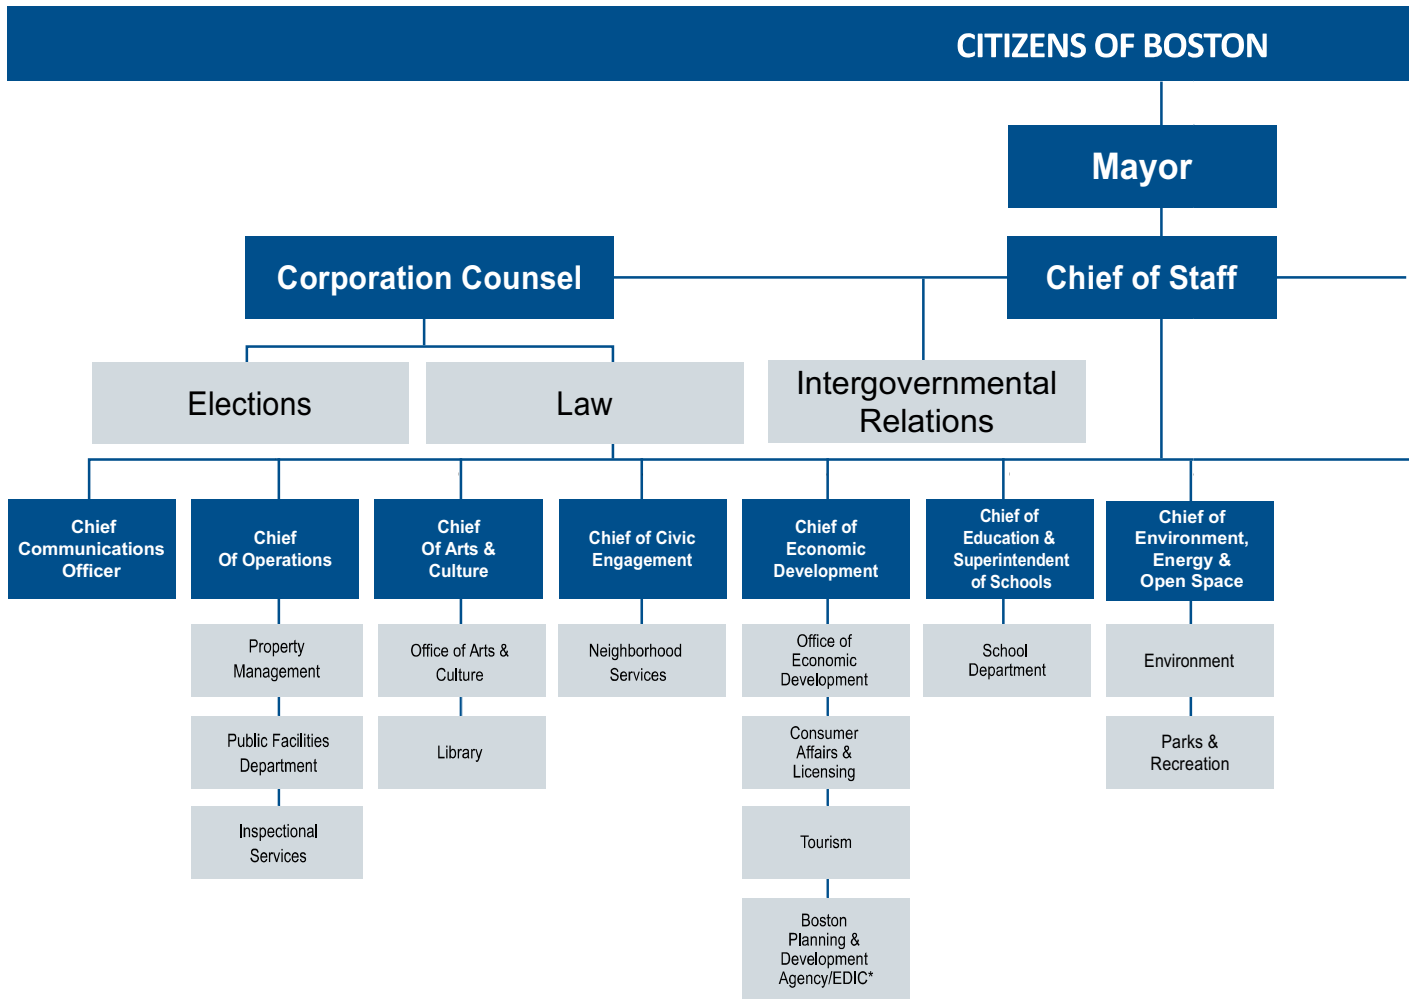 CITIZENS OF BOSTON
Mayor
Corporation Counsel
Chief of Staff
Elections
Law
Intergovernmental
Relations
Chief
Communications
Officer
Chief
Of Operations
Chief
Of Arts &
Culture
Chief of Civic
Engagement
Chief of
Economic
Development
Chief of
Education &
Superintendent
of Schools
Chief of
Environment,
Energy &
Open Space
Property
Management
Office of Arts &
Culture
Neighborhood
Services
Office of
Economic
Development
School
Department
Environment
Public Facilities
Department
Library
Consumer
Affairs &
Licensing
Parks &
Recreation
Inspectional
Services
Tourism
Boston
Planning &
Development
Agency/EDIC*